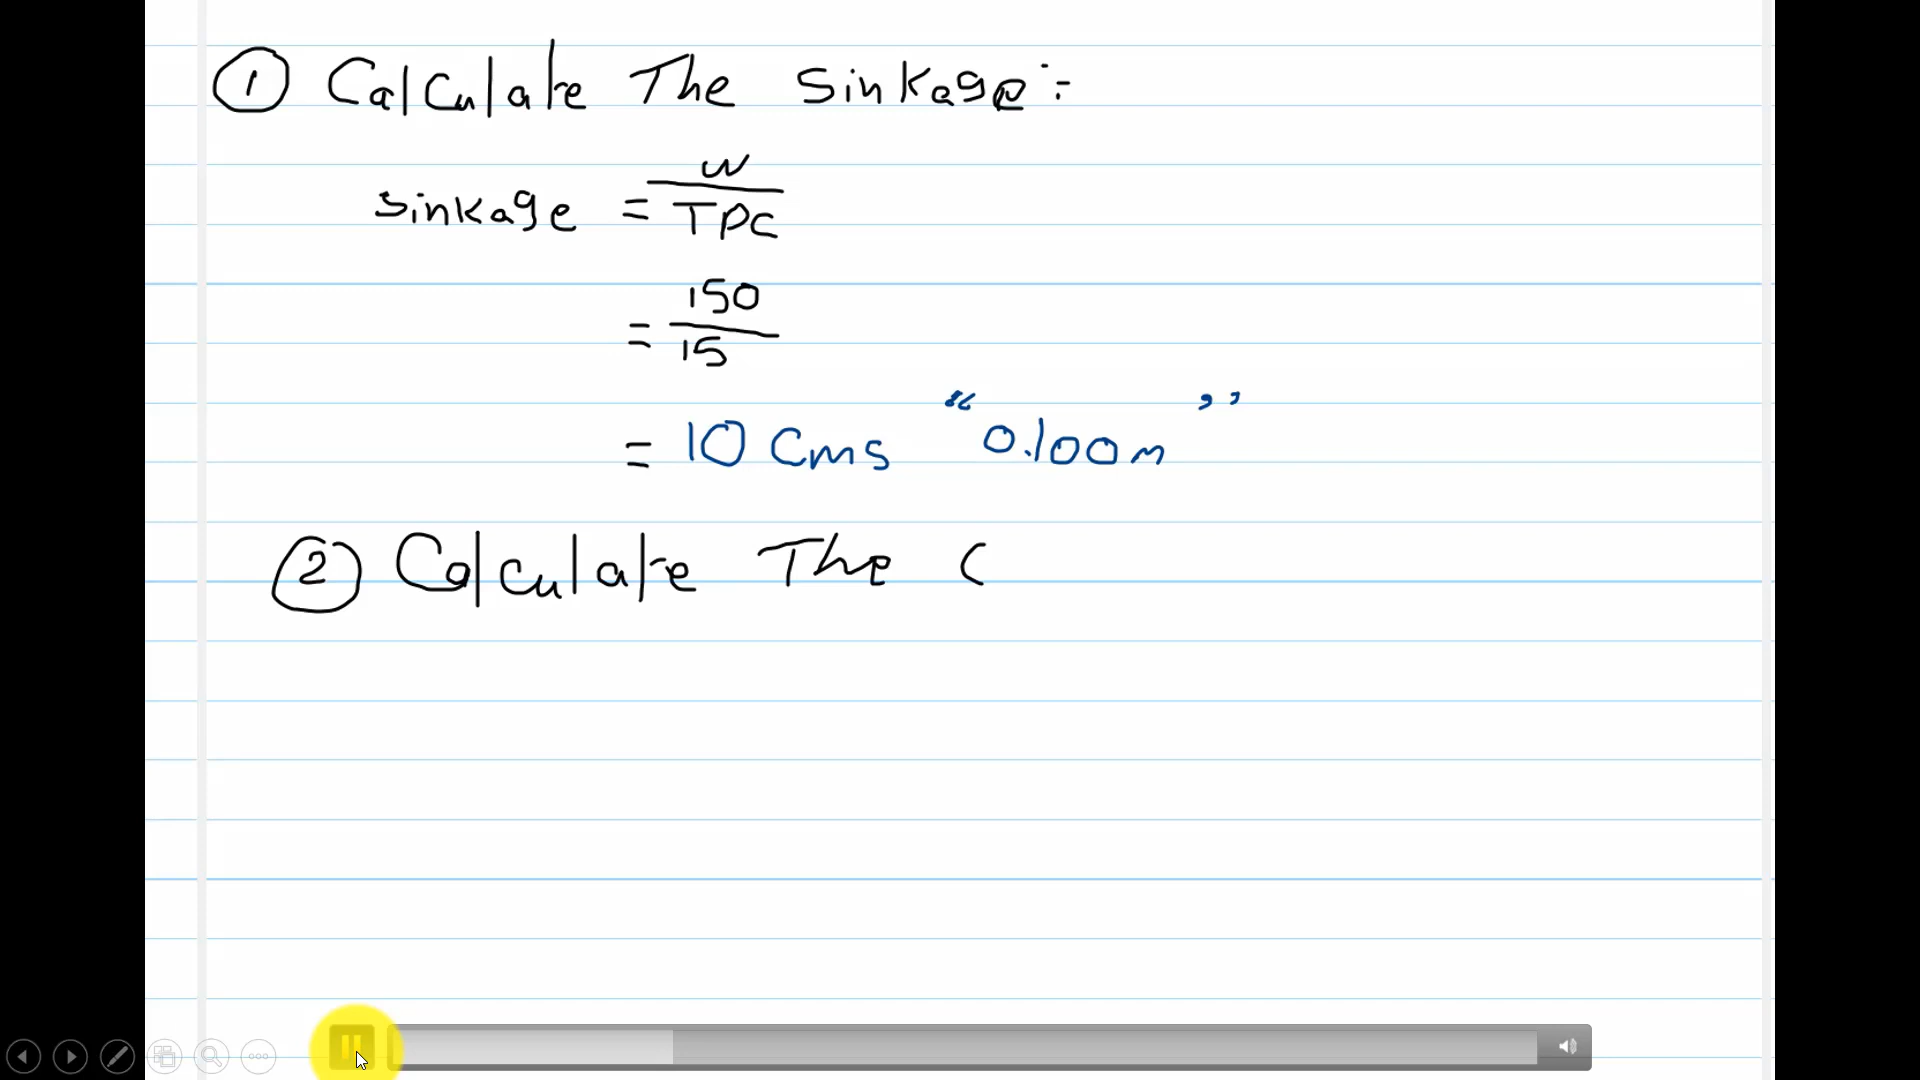 ① Calculate The Sinkage:-
Sinkage = w / TPC
= 150 / 15
= 10 Cms "0.100m"
② Calculate The C